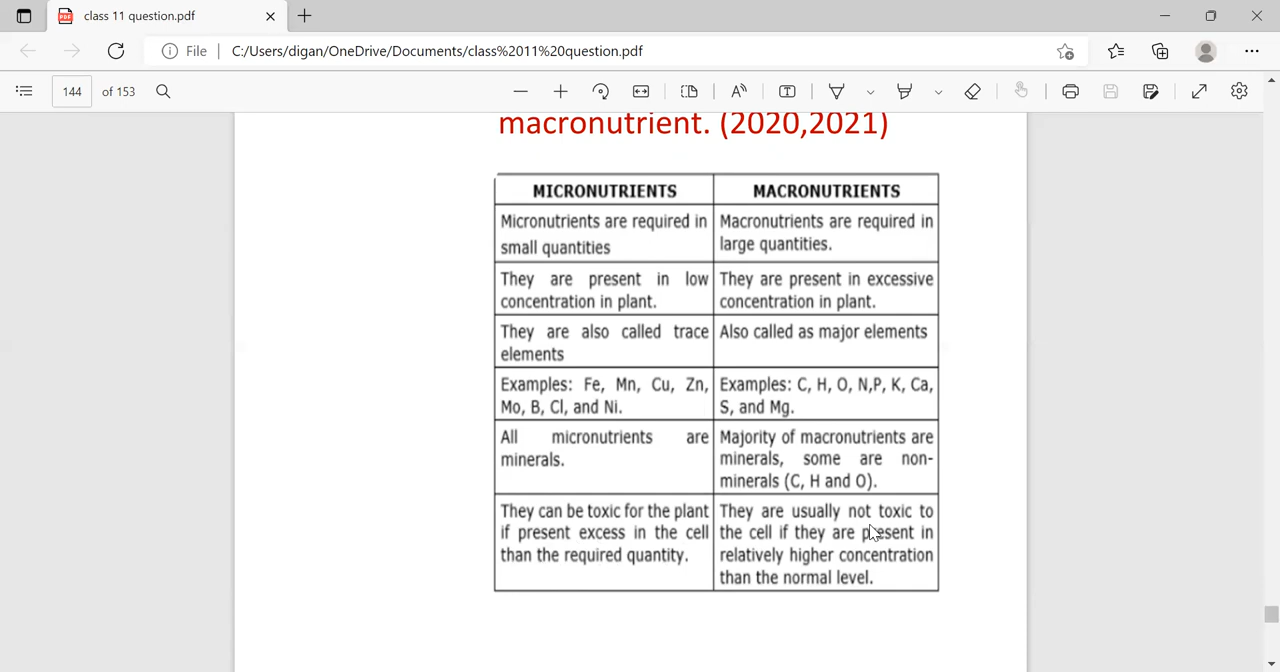 class 11 question.pdf
File
C:/Users/digan/OneDrive/Documents/class%2011%20question.pdf
144 of 153
macronutrient. (2020,2021)
MICRONUTRIENTS
MACRONUTRIENTS
Micronutrients are required in
small quantities
Macronutrients are required in
large quantities.
They are present in low
concentration in plant.
They are present in excessive
concentration in plant.
They are also called trace
elements
Also called as major elements
Examples: Fe, Mn, Cu, Zn,
Mo, B, Cl, and Ni.
Examples: C, H, O, N,P, K, Ca,
S, and Mg.
All micronutrients are
minerals.
Majority of macronutrients are
minerals, some are non-
minerals (C, H and O).
They can be toxic for the plant
if present excess in the cell
than the required quantity.
They are usually not toxic to
the cell if they are present in
relatively higher concentration
than the normal level.